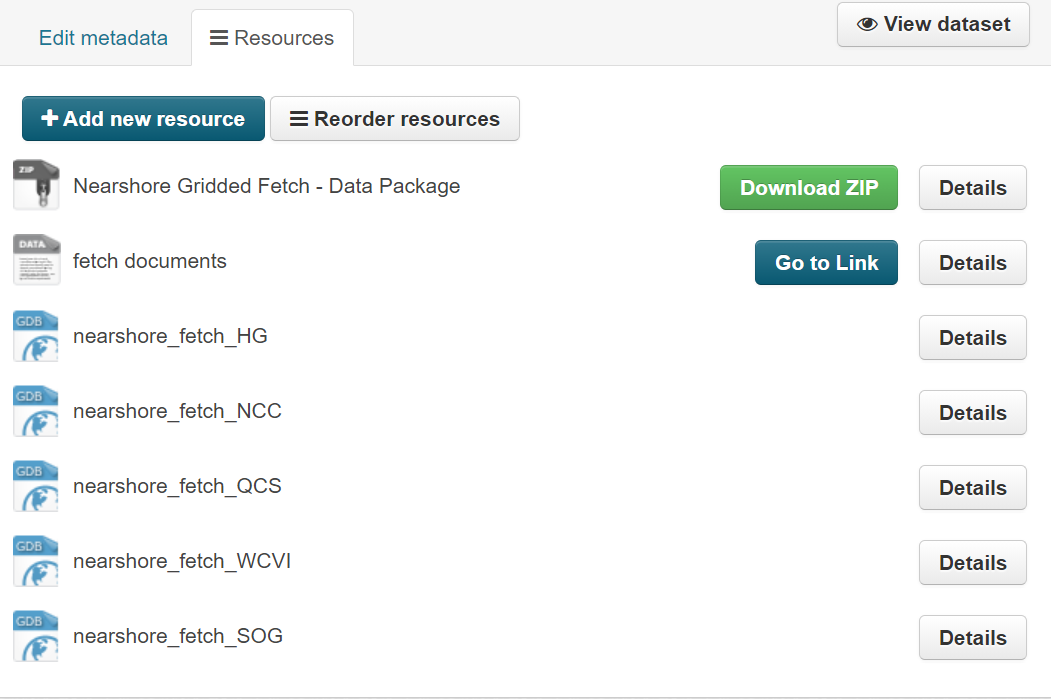 Edit metadata
Resources
View dataset
Add new resource
Reorder resources
ZIP
Nearshore Gridded Fetch - Data Package
Download ZIP
Details
DATA
fetch documents
Go to Link
Details
GDB
nearshore_fetch_HG
Details
GDB
nearshore_fetch_NCC
Details
GDB
nearshore_fetch_QCS
Details
GDB
nearshore_fetch_WCVI
Details
GDB
nearshore_fetch_SOG
Details